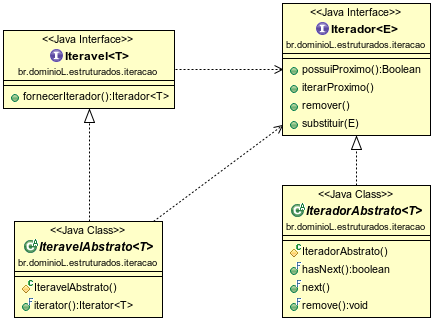 <<Java Interface>>
Iteravel<T>
br.dominioL.estruturados.iteracao
fornecerIterador():Iterador<T>
<<Java Interface>>
Iterador<E>
br.dominioL.estruturados.iteracao
possuiProximo():Boolean
iterarProximo()
remover()
substituir(E)
<<Java Class>>
IteravelAbstrato<T>
br.dominioL.estruturados.iteracao
IteravelAbstrato()
iterator():Iterator<T>
<<Java Class>>
IteradorAbstrato<T>
br.dominioL.estruturados.iteracao
IteradorAbstrato()
hasNext():boolean
next()
remove():void